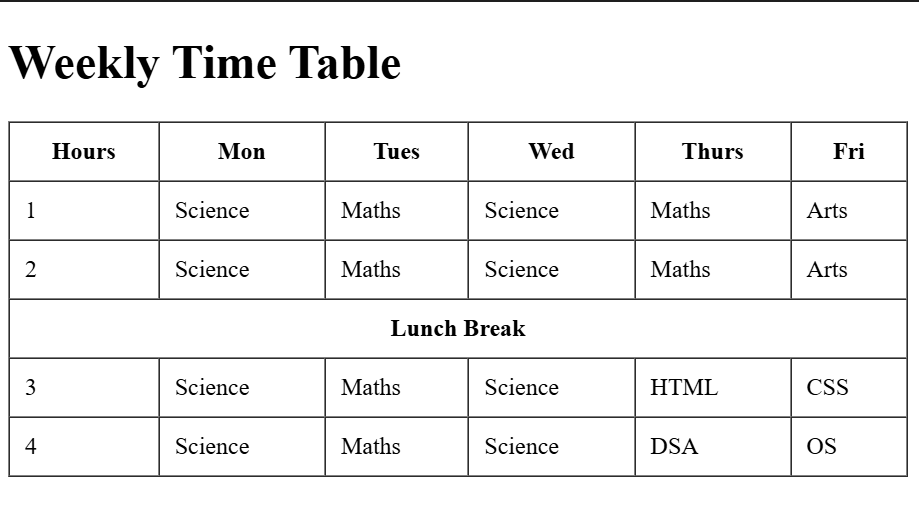 Weekly Time Table
Hours Mon Tues Wed Thurs Fri
1 Science Maths Science Maths Arts
2 Science Maths Science Maths Arts
Lunch Break
3 Science Maths Science HTML CSS
4 Science Maths Science DSA OS